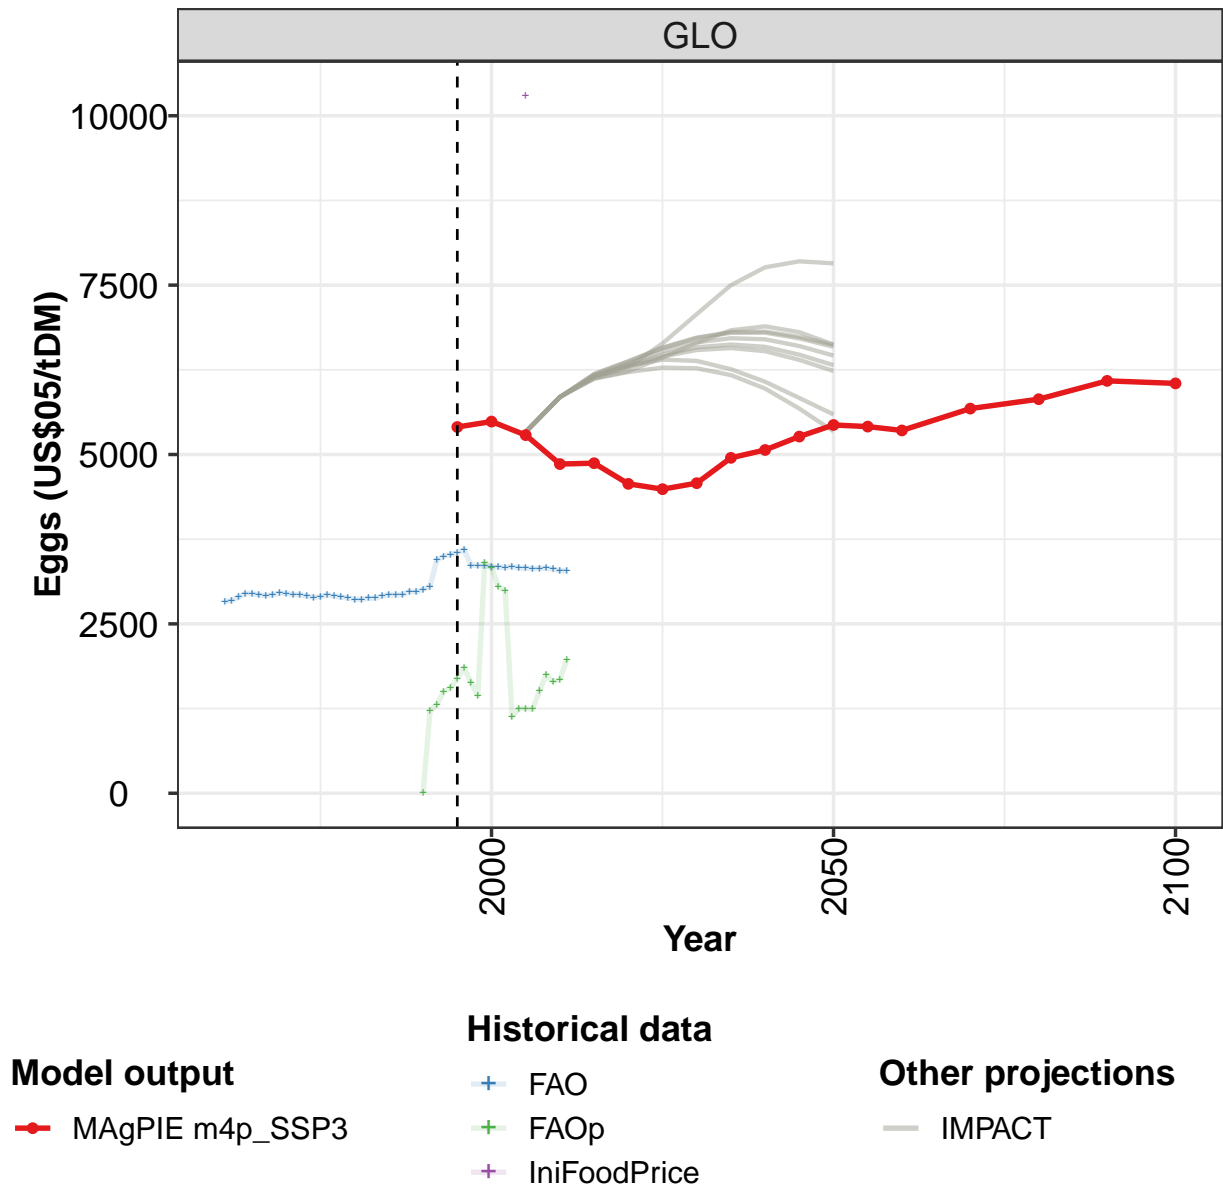 GLO
10000
7500
5000
2500
0
Eggs (US$05/tDM)
2000
2050
2100
Year
Model output
MAgPIE m4p_SSP3
Historical data
FAO
FAOp
IniFoodPrice
Other projections
IMPACT